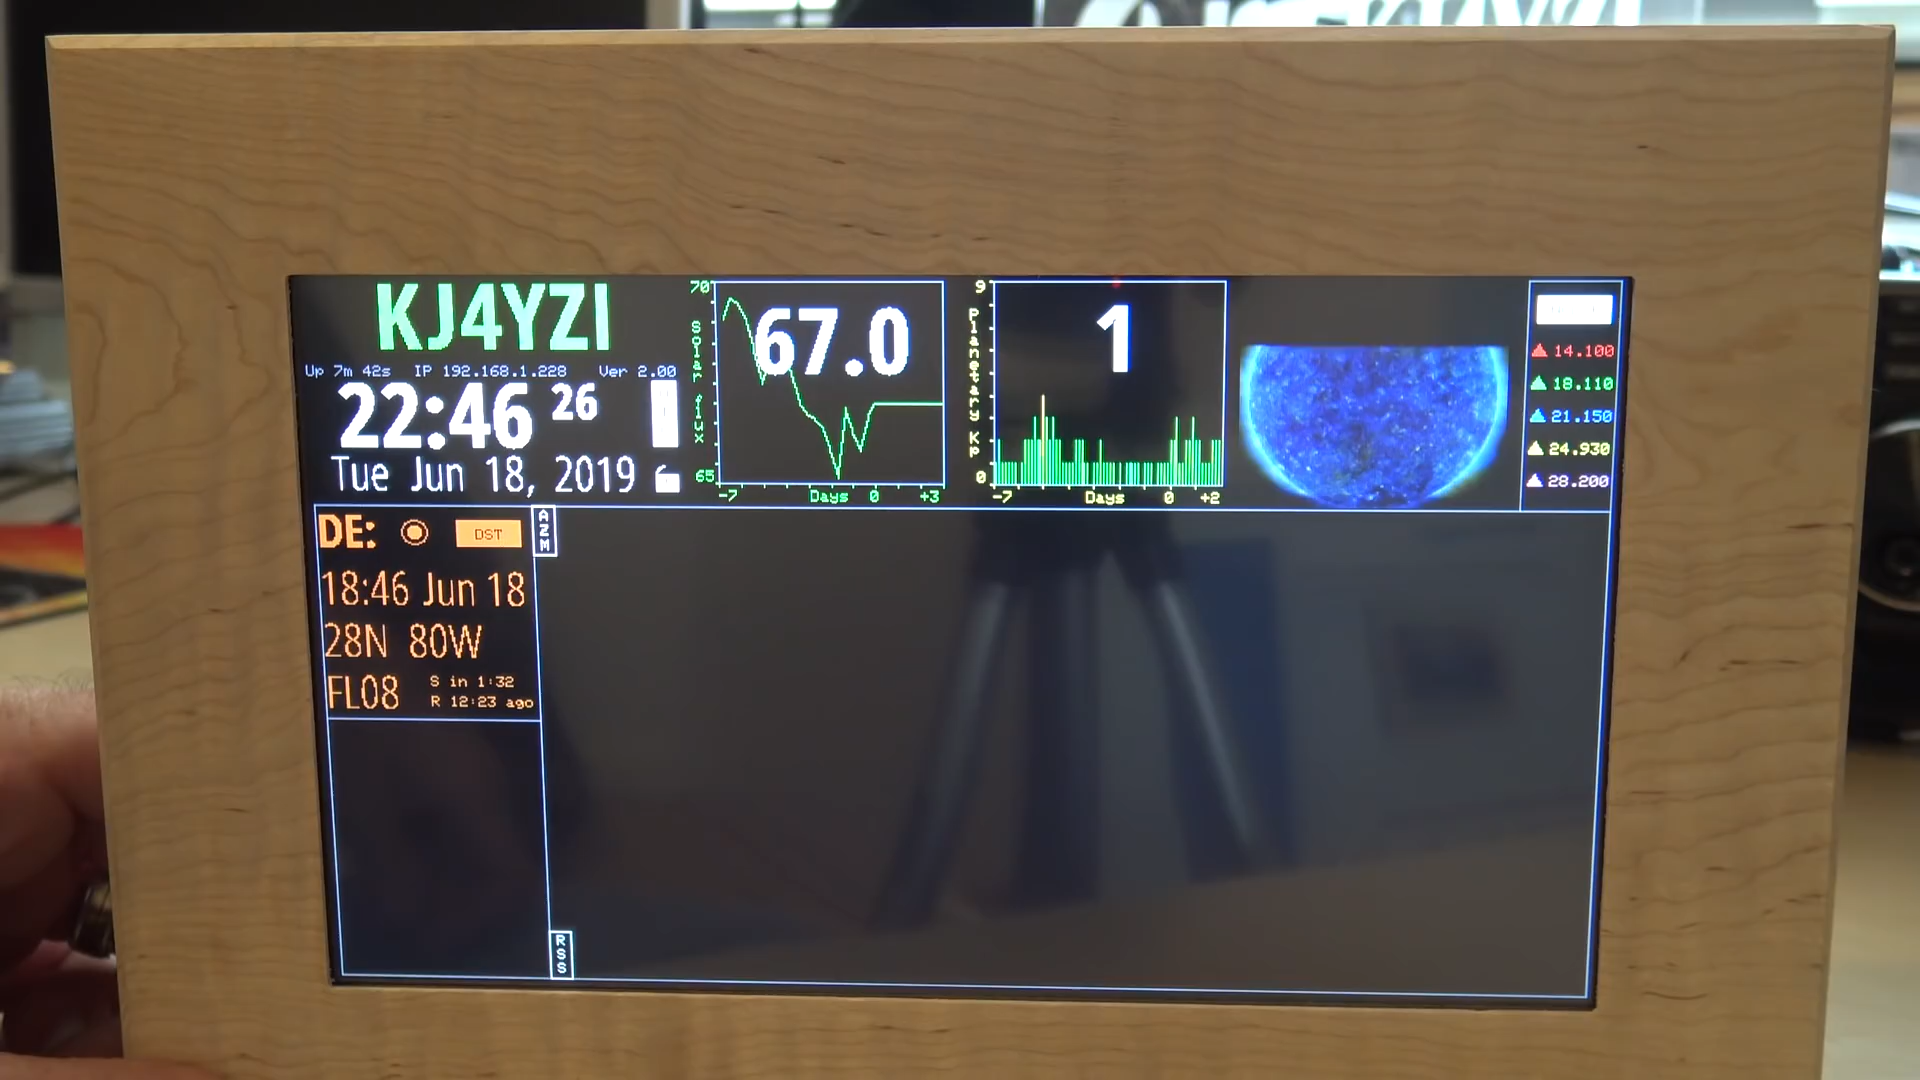 KJ4YZI
Up 7m 42s IP 192.168.1.228 Ver 2.00
22:46 26
Tue Jun 18, 2019
70
Solar flux
65
67.0
-7 Days 0 +3
9
Planetary Kp
0
1
-7 Days 0 +2
14.100
18.110
21.150
24.930
28.200
DE: DST
18:46 Jun 18
28N 80W
FL08
S in 1:32
R 12:23 ago
AZM
RSS